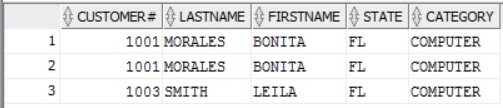 CUSTOMER# LASTNAME FIRSTNAME STATE CATEGORY
1 1001 MORALES BONITA FL COMPUTER
2 1001 MORALES BONITA FL COMPUTER
3 1003 SMITH LEILA FL COMPUTER